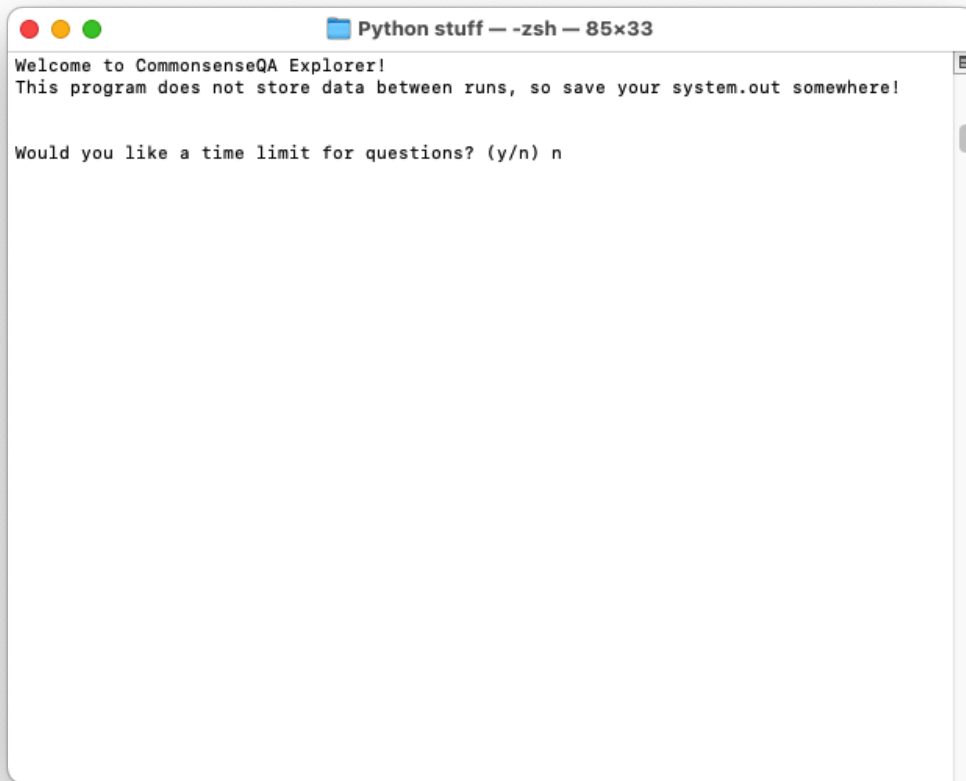 Python stuff — -zsh — 85×33
Welcome to CommonsenseQA Explorer!
This program does not store data between runs, so save your system.out somewhere!
Would you like a time limit for questions? (y/n) n